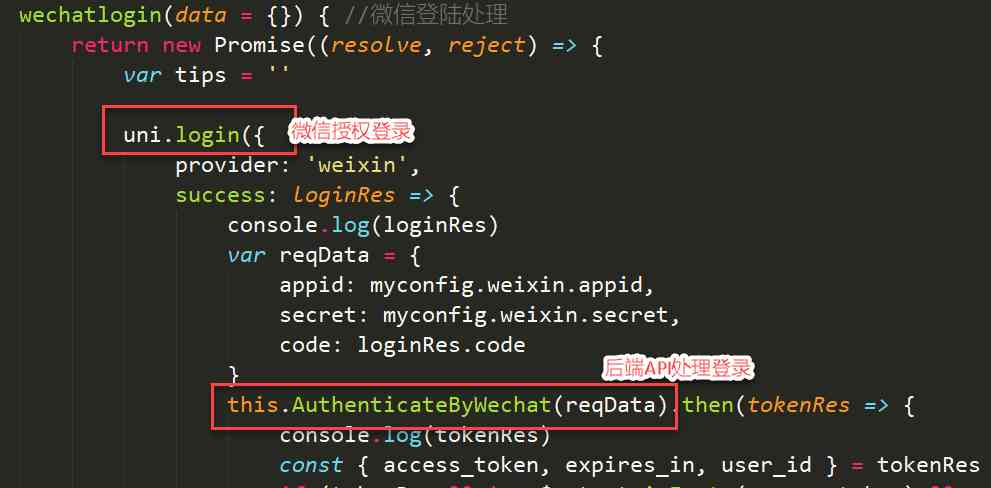 wechatlogin(data = {}) { //微信登陆处理
return new Promise((resolve, reject) => {
var tips = ''
uni.login({ 微信授权登录
provider: 'weixin',
success: loginRes => {
console.log(loginRes)
var reqData = {
appid: myconfig.weixin.appid,
secret: myconfig.weixin.secret,
code: loginRes.code
}
后端API处理登录
this.AuthenticateByWechat(reqData).then(tokenRes => {
console.log(tokenRes)
const { access_token, expires_in, user_id } = tokenRes